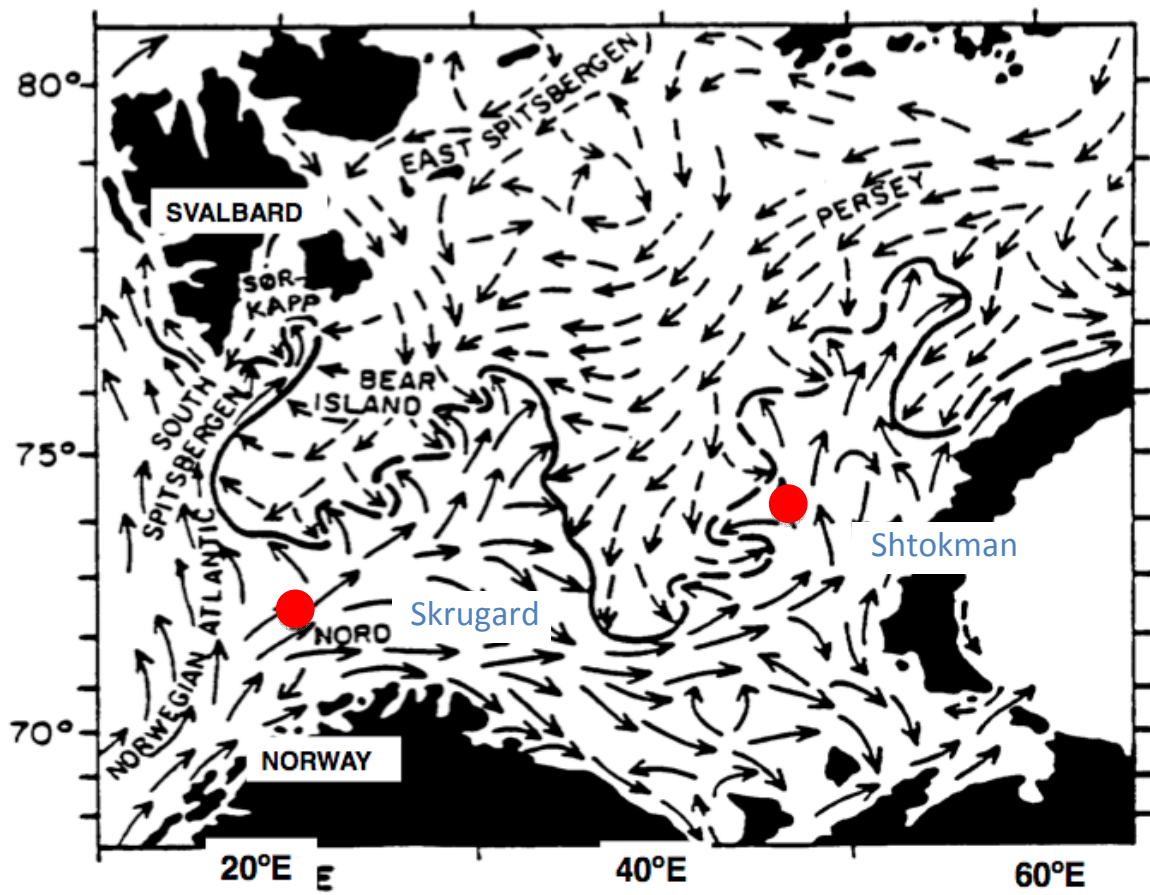 80°
EAST SPITSBERGEN
PERSEY
SVALBARD
SØR-
KAPP
BEAR
ISLAND
SOUTH
SPITSBERGEN
75°
ATLANTIC
Shtokman
Skrugard
NORD
NORWEGIAN
70°
NORWAY
20°E
E
40°E
60°E